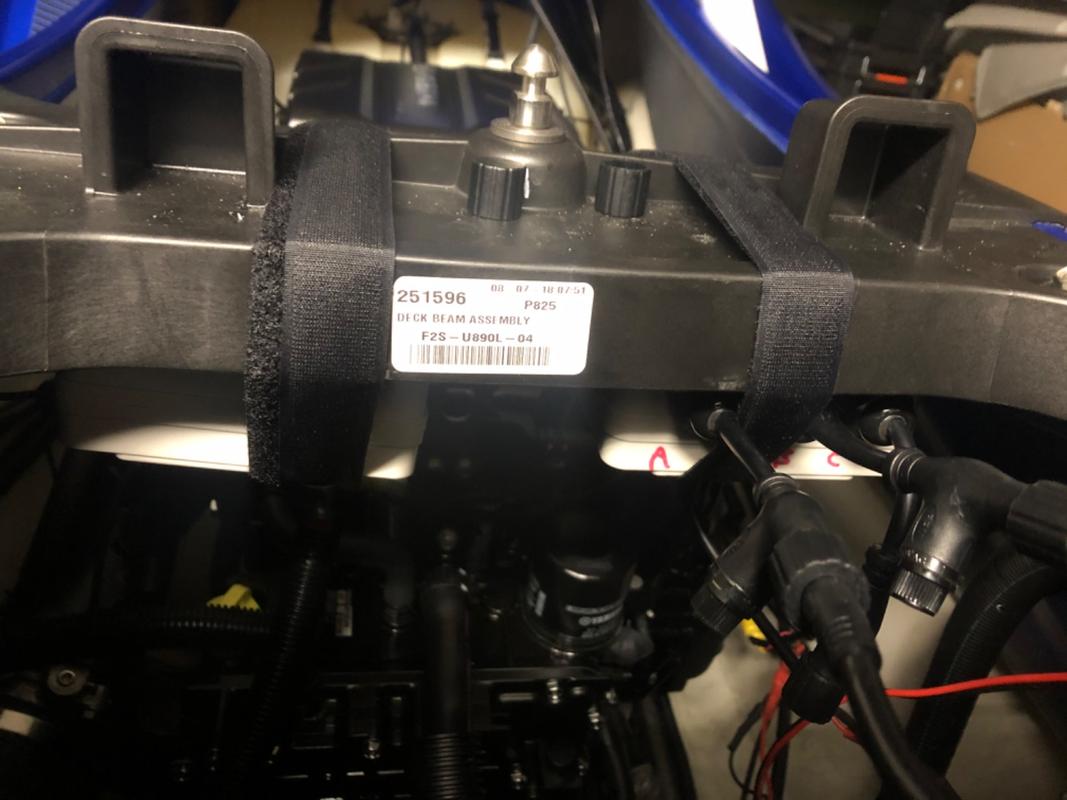 08 07 - 18 07:51
251596
P825
DECK BEAM ASSEMBLY
F2S-U890L-04
A
C